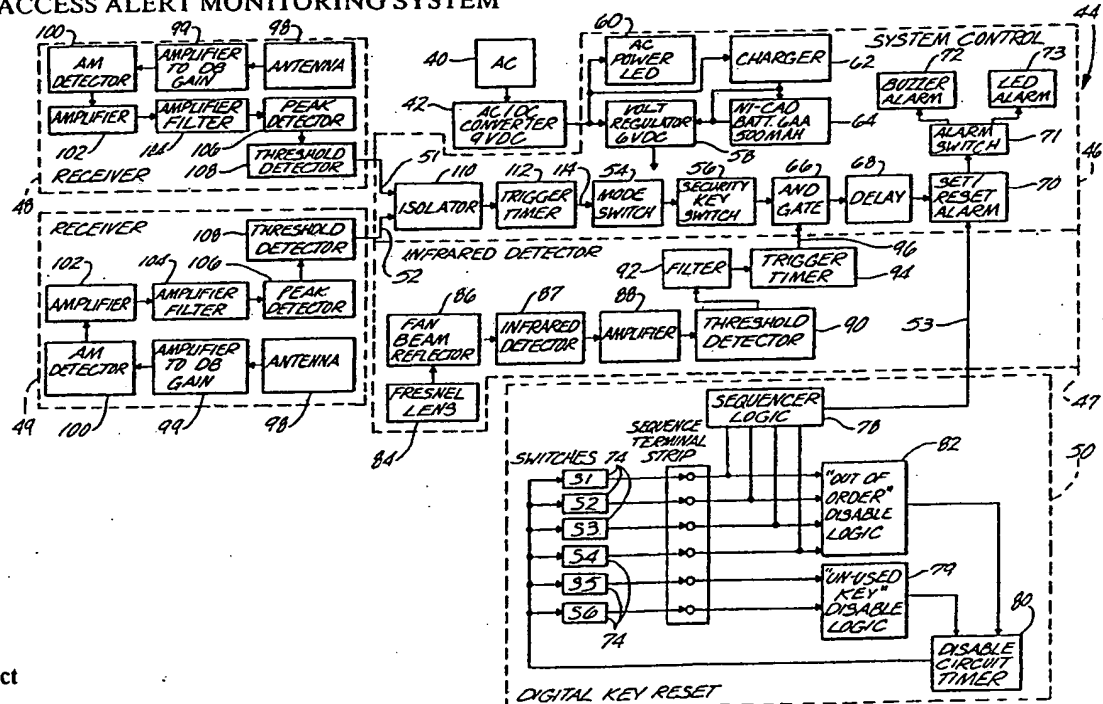 ACCESS ALERT MONITORING SYSTEM
100
99
98
AM
DETECTOR
AMPLIFIER
TO DB
GAIN
ANTENNA
AMPLIFIER
AMPLIFIER
FILTER
PEAK
DETECTOR
102
104
106
108
THRESHOLD
DETECTOR
RECEIVER
48
40
AC
42
AC/DC
CONVERTER
9VDC
60
AC
POWER
LED
CHARGER
62
VOLT
REGULATOR
6VDC
58
NI-CAD
BATT. 6AA
500MAH
64
SYSTEM CONTROL
44
72
73
BUZZER
ALARM
LED
ALARM
ALARM
SWITCH
71
46
51
110
112
114
54
56
66
68
ISOLATOR
TRIGGER
TIMER
MODE
SWITCH
SECURITY
KEY
SWITCH
AND
GATE
DELAY
SET/
RESET
ALARM
70
RECEIVER
108
THRESHOLD
DETECTOR
52
102
104
106
AMPLIFIER
AMPLIFIER
FILTER
PEAK
DETECTOR
AM
DETECTOR
AMPLIFIER
TO DB
GAIN
ANTENNA
49
100
99
98
INFRARED DETECTOR
92
FILTER
TRIGGER
TIMER
96
94
86
87
88
FAN
BEAM
REFLECTOR
INFRARED
DETECTOR
AMPLIFIER
THRESHOLD
DETECTOR
90
53
FRESNEL
LENS
84
47
SEQUENCER
LOGIC
78
SEQUENCE
TERMINAL
STRIP
SWITCHES 74
S1
S2
S3
S4
S5
S6
74
82
"OUT OF
ORDER"
DISABLE
LOGIC
50
79
"UN-USED
KEY"
DISABLE
LOGIC
80
DISABLE
CIRCUIT
TIMER
DIGITAL KEY RESET
ct